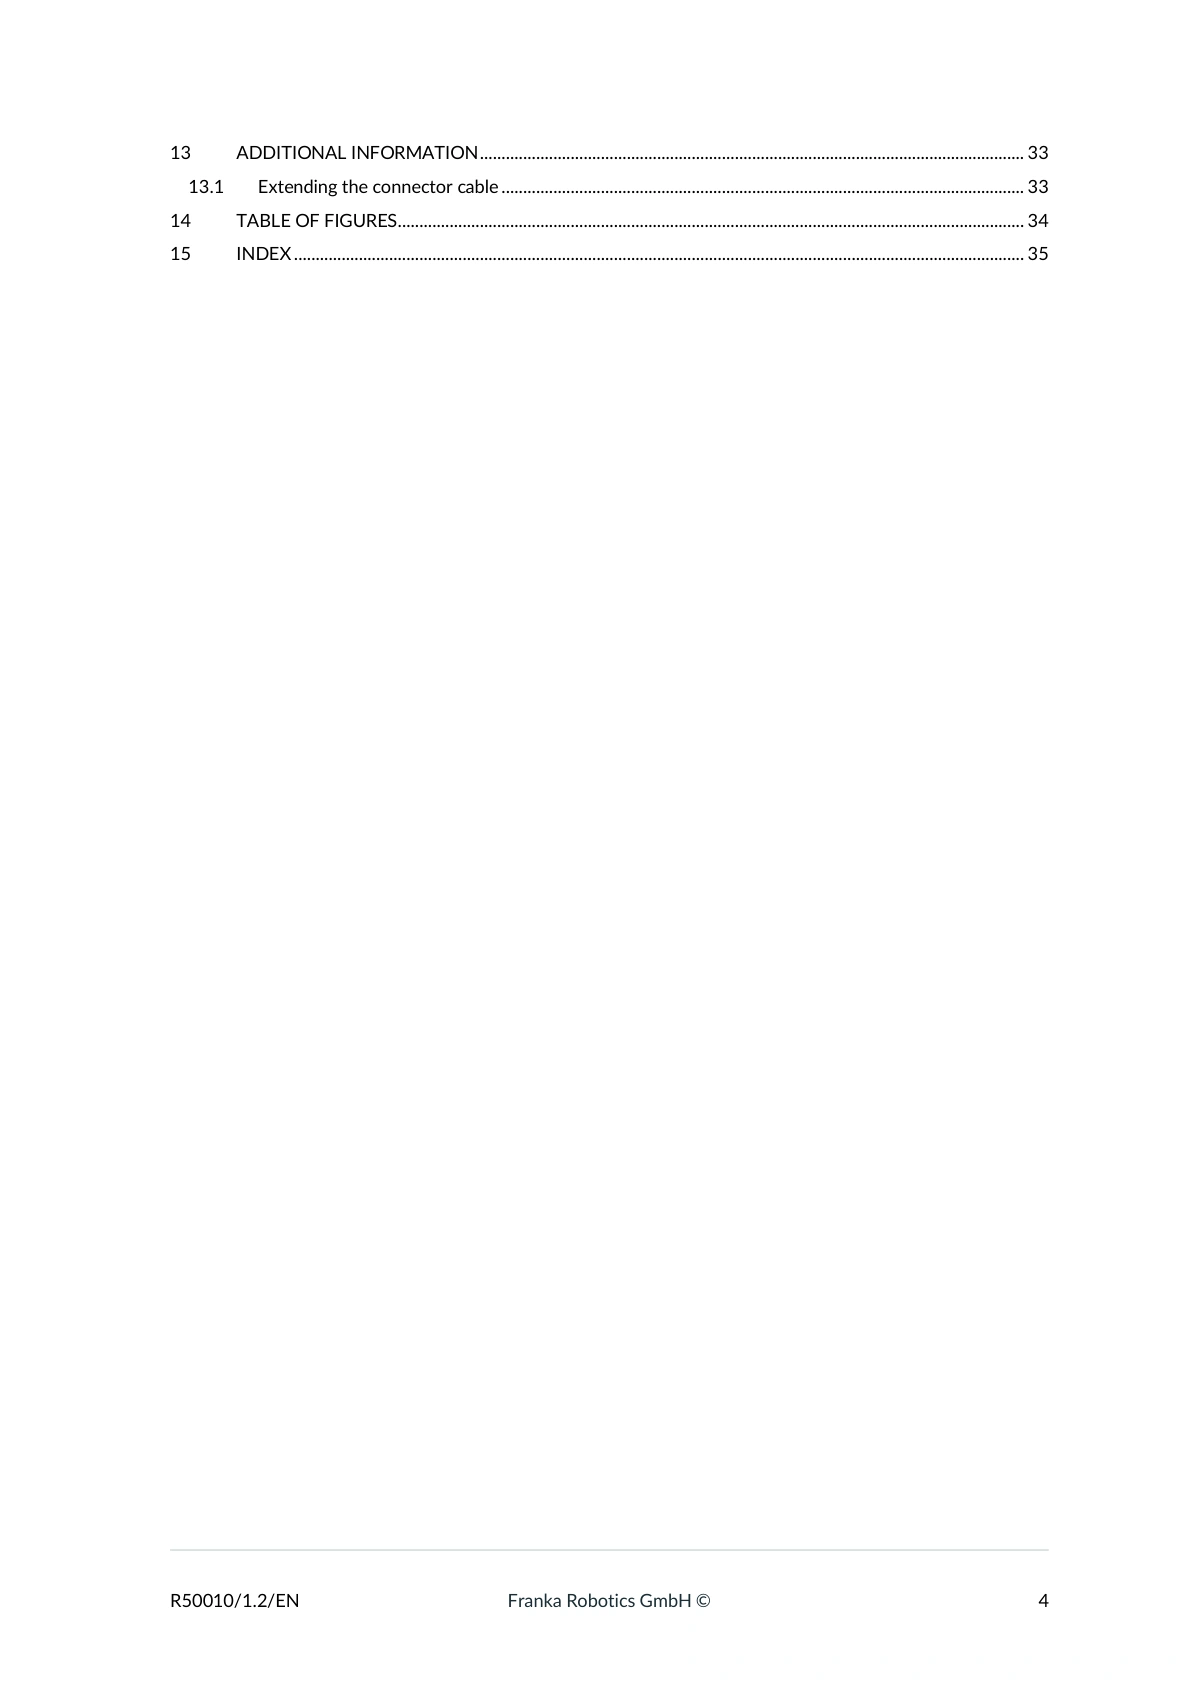 13 ADDITIONAL INFORMATION ........ 33
13.1 Extending the connector cable ........ 33
14 TABLE OF FIGURES ........ 34
15 INDEX ........ 35
R50010/1.2/EN Franka Robotics GmbH © 4